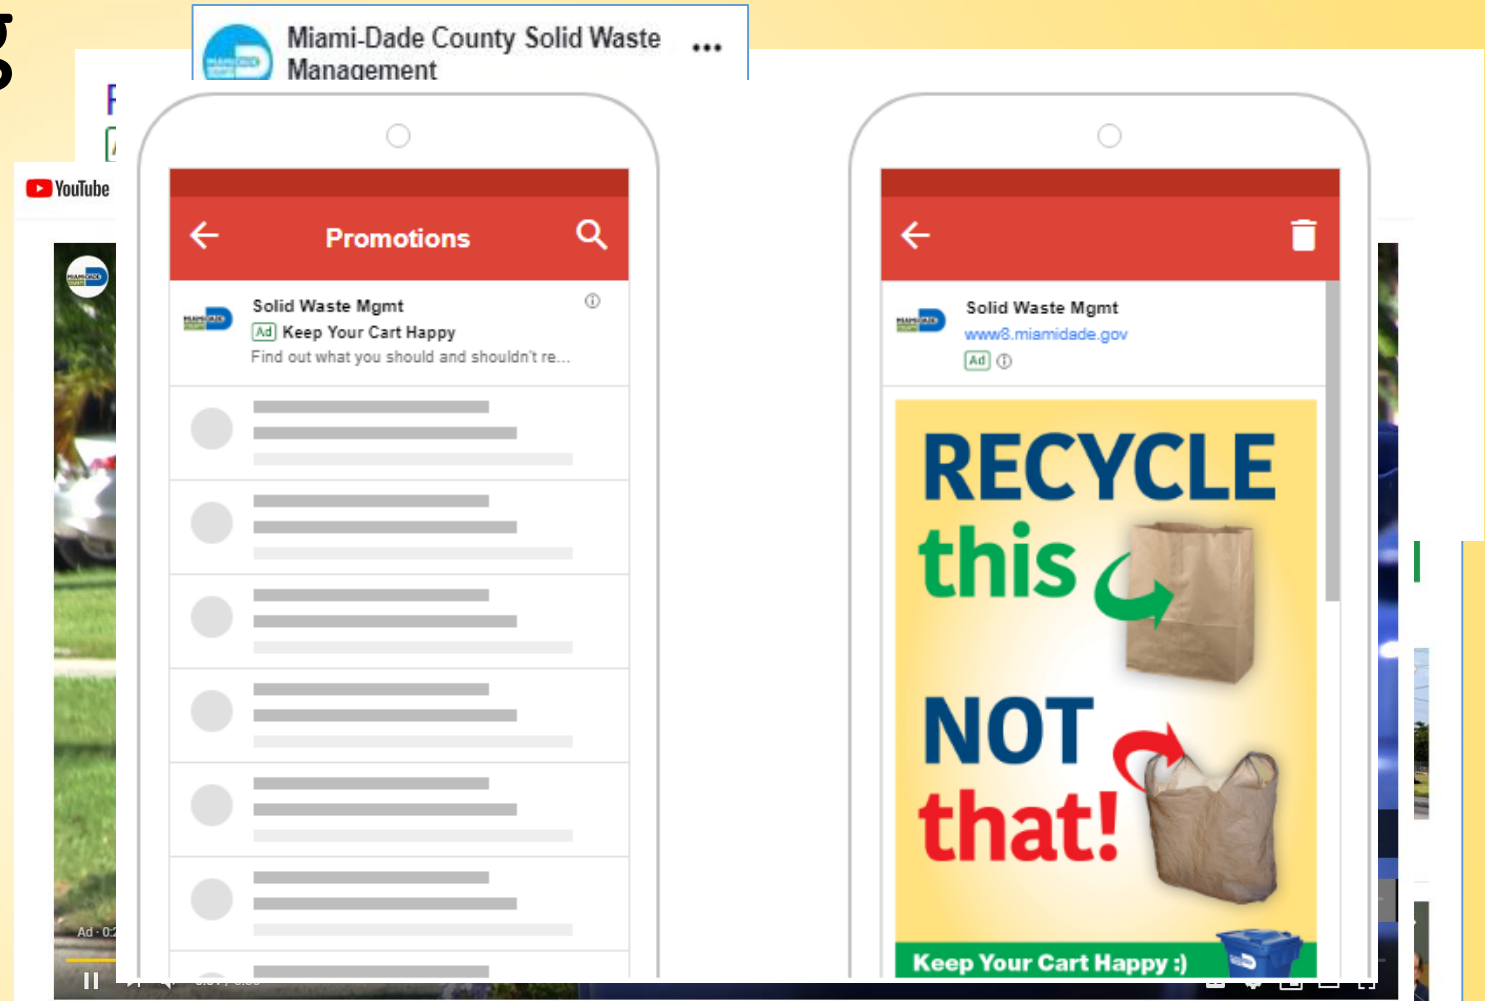 g
Miami-Dade County Solid Waste
Management
YouTube
Promotions
Solid Waste Mgmt
Ad Keep Your Cart Happy
Find out what you should and shouldn't re...
Solid Waste Mgmt
www8.miamidade.gov
Ad
RECYCLE
this
NOT
that!
Keep Your Cart Happy :)
Ad · 0: